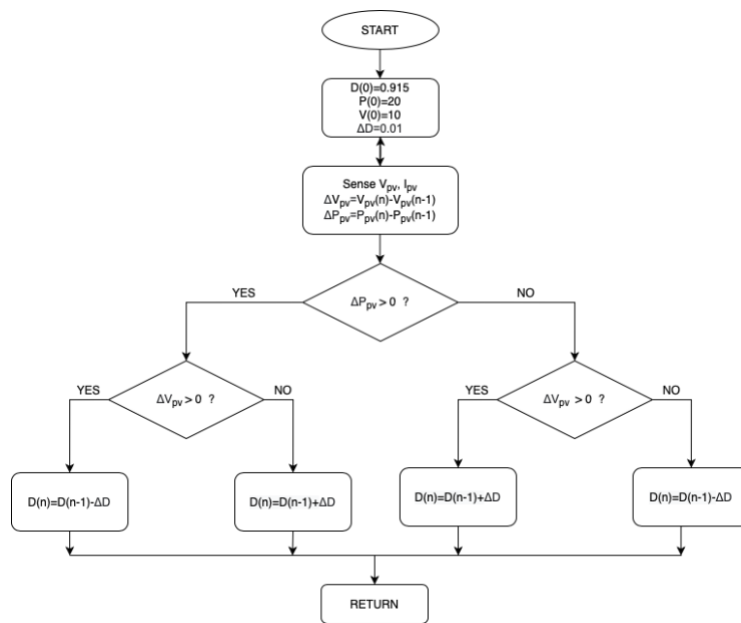 START
D(0)=0.915
P(0)=20
V(0)=10
ΔD=0.01
Sense Vpv, Ipv
ΔVpv=Vpv(n)-Vpv(n-1)
ΔPpv=Ppv(n)-Ppv(n-1)
YES
ΔPpv > 0 ?
NO
YES
ΔVpv > 0 ?
NO
YES
ΔVpv > 0 ?
NO
D(n)=D(n-1)-ΔD
D(n)=D(n-1)+ΔD
D(n)=D(n-1)+ΔD
D(n)=D(n-1)-ΔD
RETURN